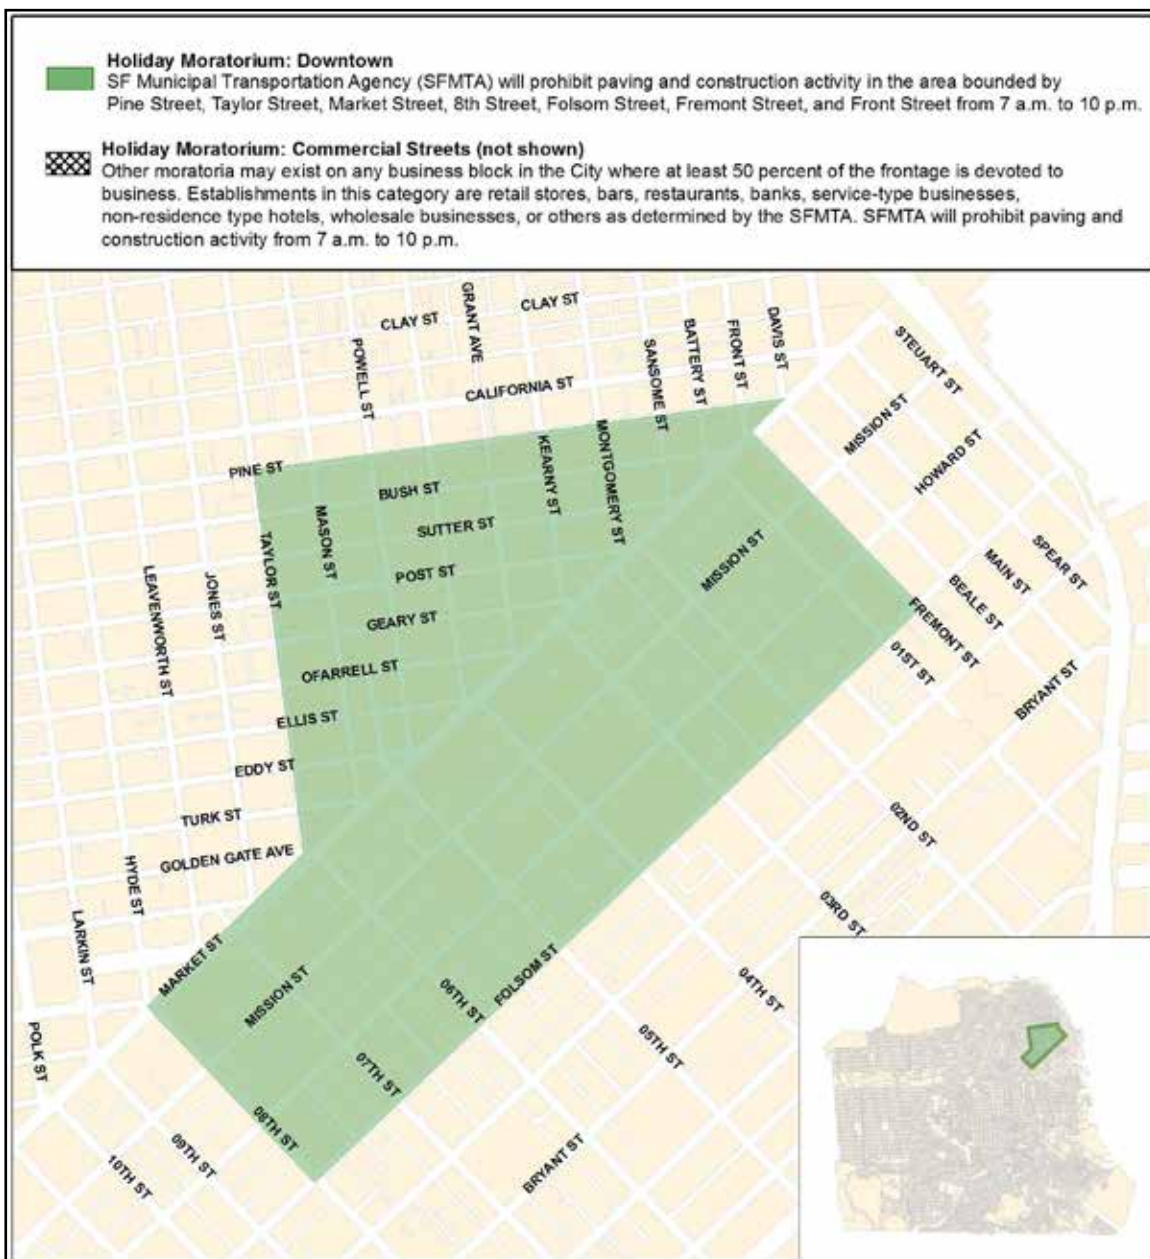 Holiday Moratorium: Downtown
SF Municipal Transportation Agency (SFMTA) will prohibit paving and construction activity in the area bounded by
Pine Street, Taylor Street, Market Street, 8th Street, Folsom Street, Fremont Street, and Front Street from 7 a.m. to 10 p.m.
Holiday Moratorium: Commercial Streets (not shown)
Other moratoria may exist on any business block in the City where at least 50 percent of the frontage is devoted to
business. Establishments in this category are retail stores, bars, restaurants, banks, service-type businesses,
non-residence type hotels, wholesale businesses, or others as determined by the SFMTA. SFMTA will prohibit paving and
construction activity from 7 a.m. to 10 p.m.
CLAY ST
GRANT AVE
CLAY ST
POWELL ST
CALIFORNIA ST
SANSOME ST
BATTERY ST
FRONT ST
DAVIS ST
STEUART ST
MISSION ST
HOWARD ST
PINE ST
BUSH ST
KEARNY ST
MONTGOMERY ST
MASON ST
SUTTER ST
TAYLOR ST
POST ST
MISSION ST
SPEAR ST
MAIN ST
BEALE ST
FREMONT ST
01ST ST
LEAVENWORTH ST
JONES ST
GEARY ST
OFARRELL ST
BRYANT ST
ELLIS ST
EDDY ST
TURK ST
02ND ST
GOLDEN GATE AVE
HYDE ST
LARKIN ST
03RD ST
MARKET ST
MISSION ST
06TH ST
FOLSOM ST
04TH ST
POLK ST
05TH ST
07TH ST
08TH ST
09TH ST
10TH ST
BRYANT ST